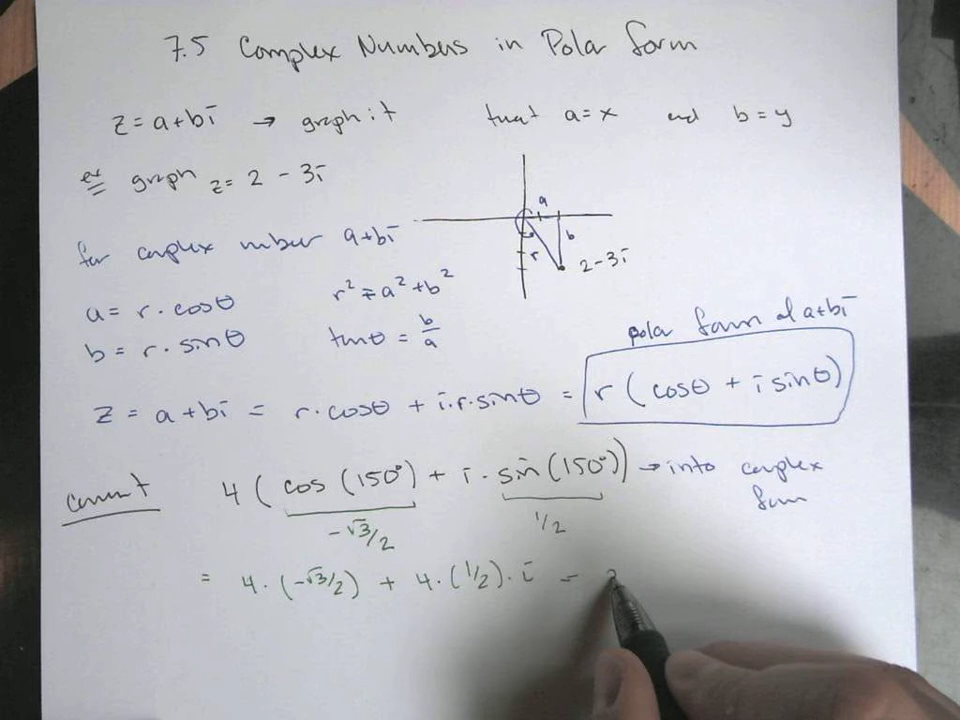 7.5 Complex Numbers in Polar form
z = a + bi → graph it that a = x and b = y
ex graph z = 2 - 3i
a
b
r
2 - 3i
for complex number a + bi
a = r · cosθ r² = a² + b²
b = r · sinθ tanθ = b/a
polar form of a + bi
z = a + bi = r · cosθ + i · r · sinθ = r ( cosθ + i sinθ )
convert 4 ( cos (150°) + i · sin (150°) ) → into complex form
-√3/2 1/2
= 4 · (-√3/2) + 4 · (1/2) · i =